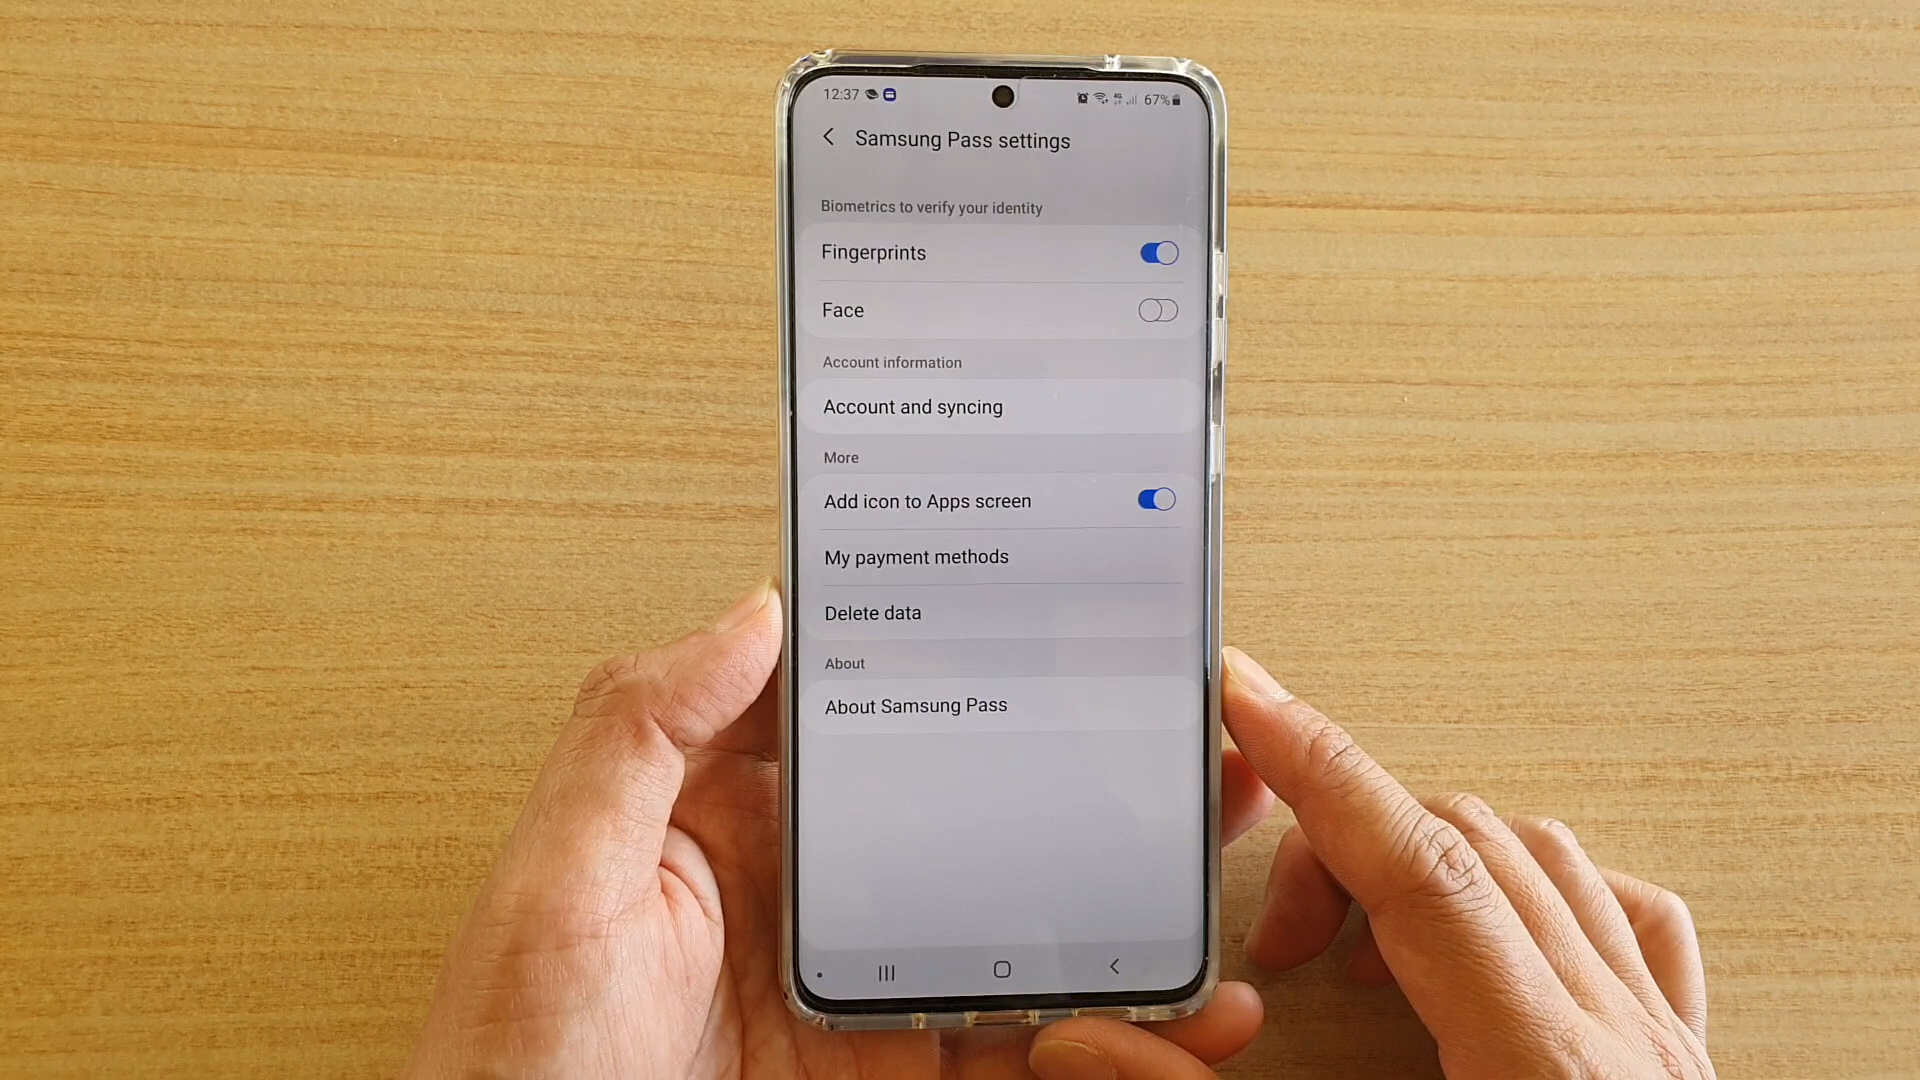 12:37 67%
Samsung Pass settings
Biometrics to verify your identity
Fingerprints
Face
Account information
Account and syncing
More
Add icon to Apps screen
My payment methods
Delete data
About
About Samsung Pass